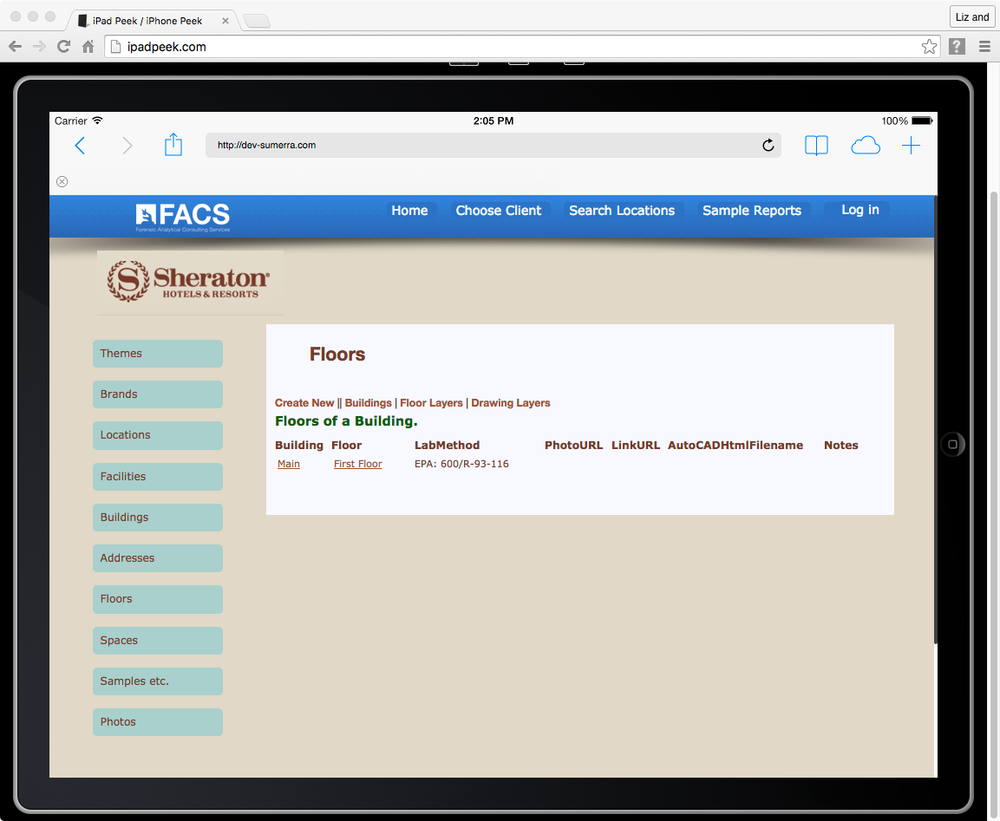 iPad Peek / iPhone Peek
Liz and
ipadpeek.com
Carrier 2:05 PM 100%
http://dev-sumerra.com
FACS
Forensic Analytical Consulting Services
Home Choose Client Search Locations Sample Reports Log in
Sheraton®
HOTELS & RESORTS
Themes
Brands
Locations
Facilities
Buildings
Addresses
Floors
Spaces
Samples etc.
Photos
Floors
Create New || Buildings | Floor Layers | Drawing Layers
Floors of a Building.
Building Floor LabMethod PhotoURL LinkURL AutoCADHtmlFilename Notes
Main First Floor EPA: 600/R-93-116